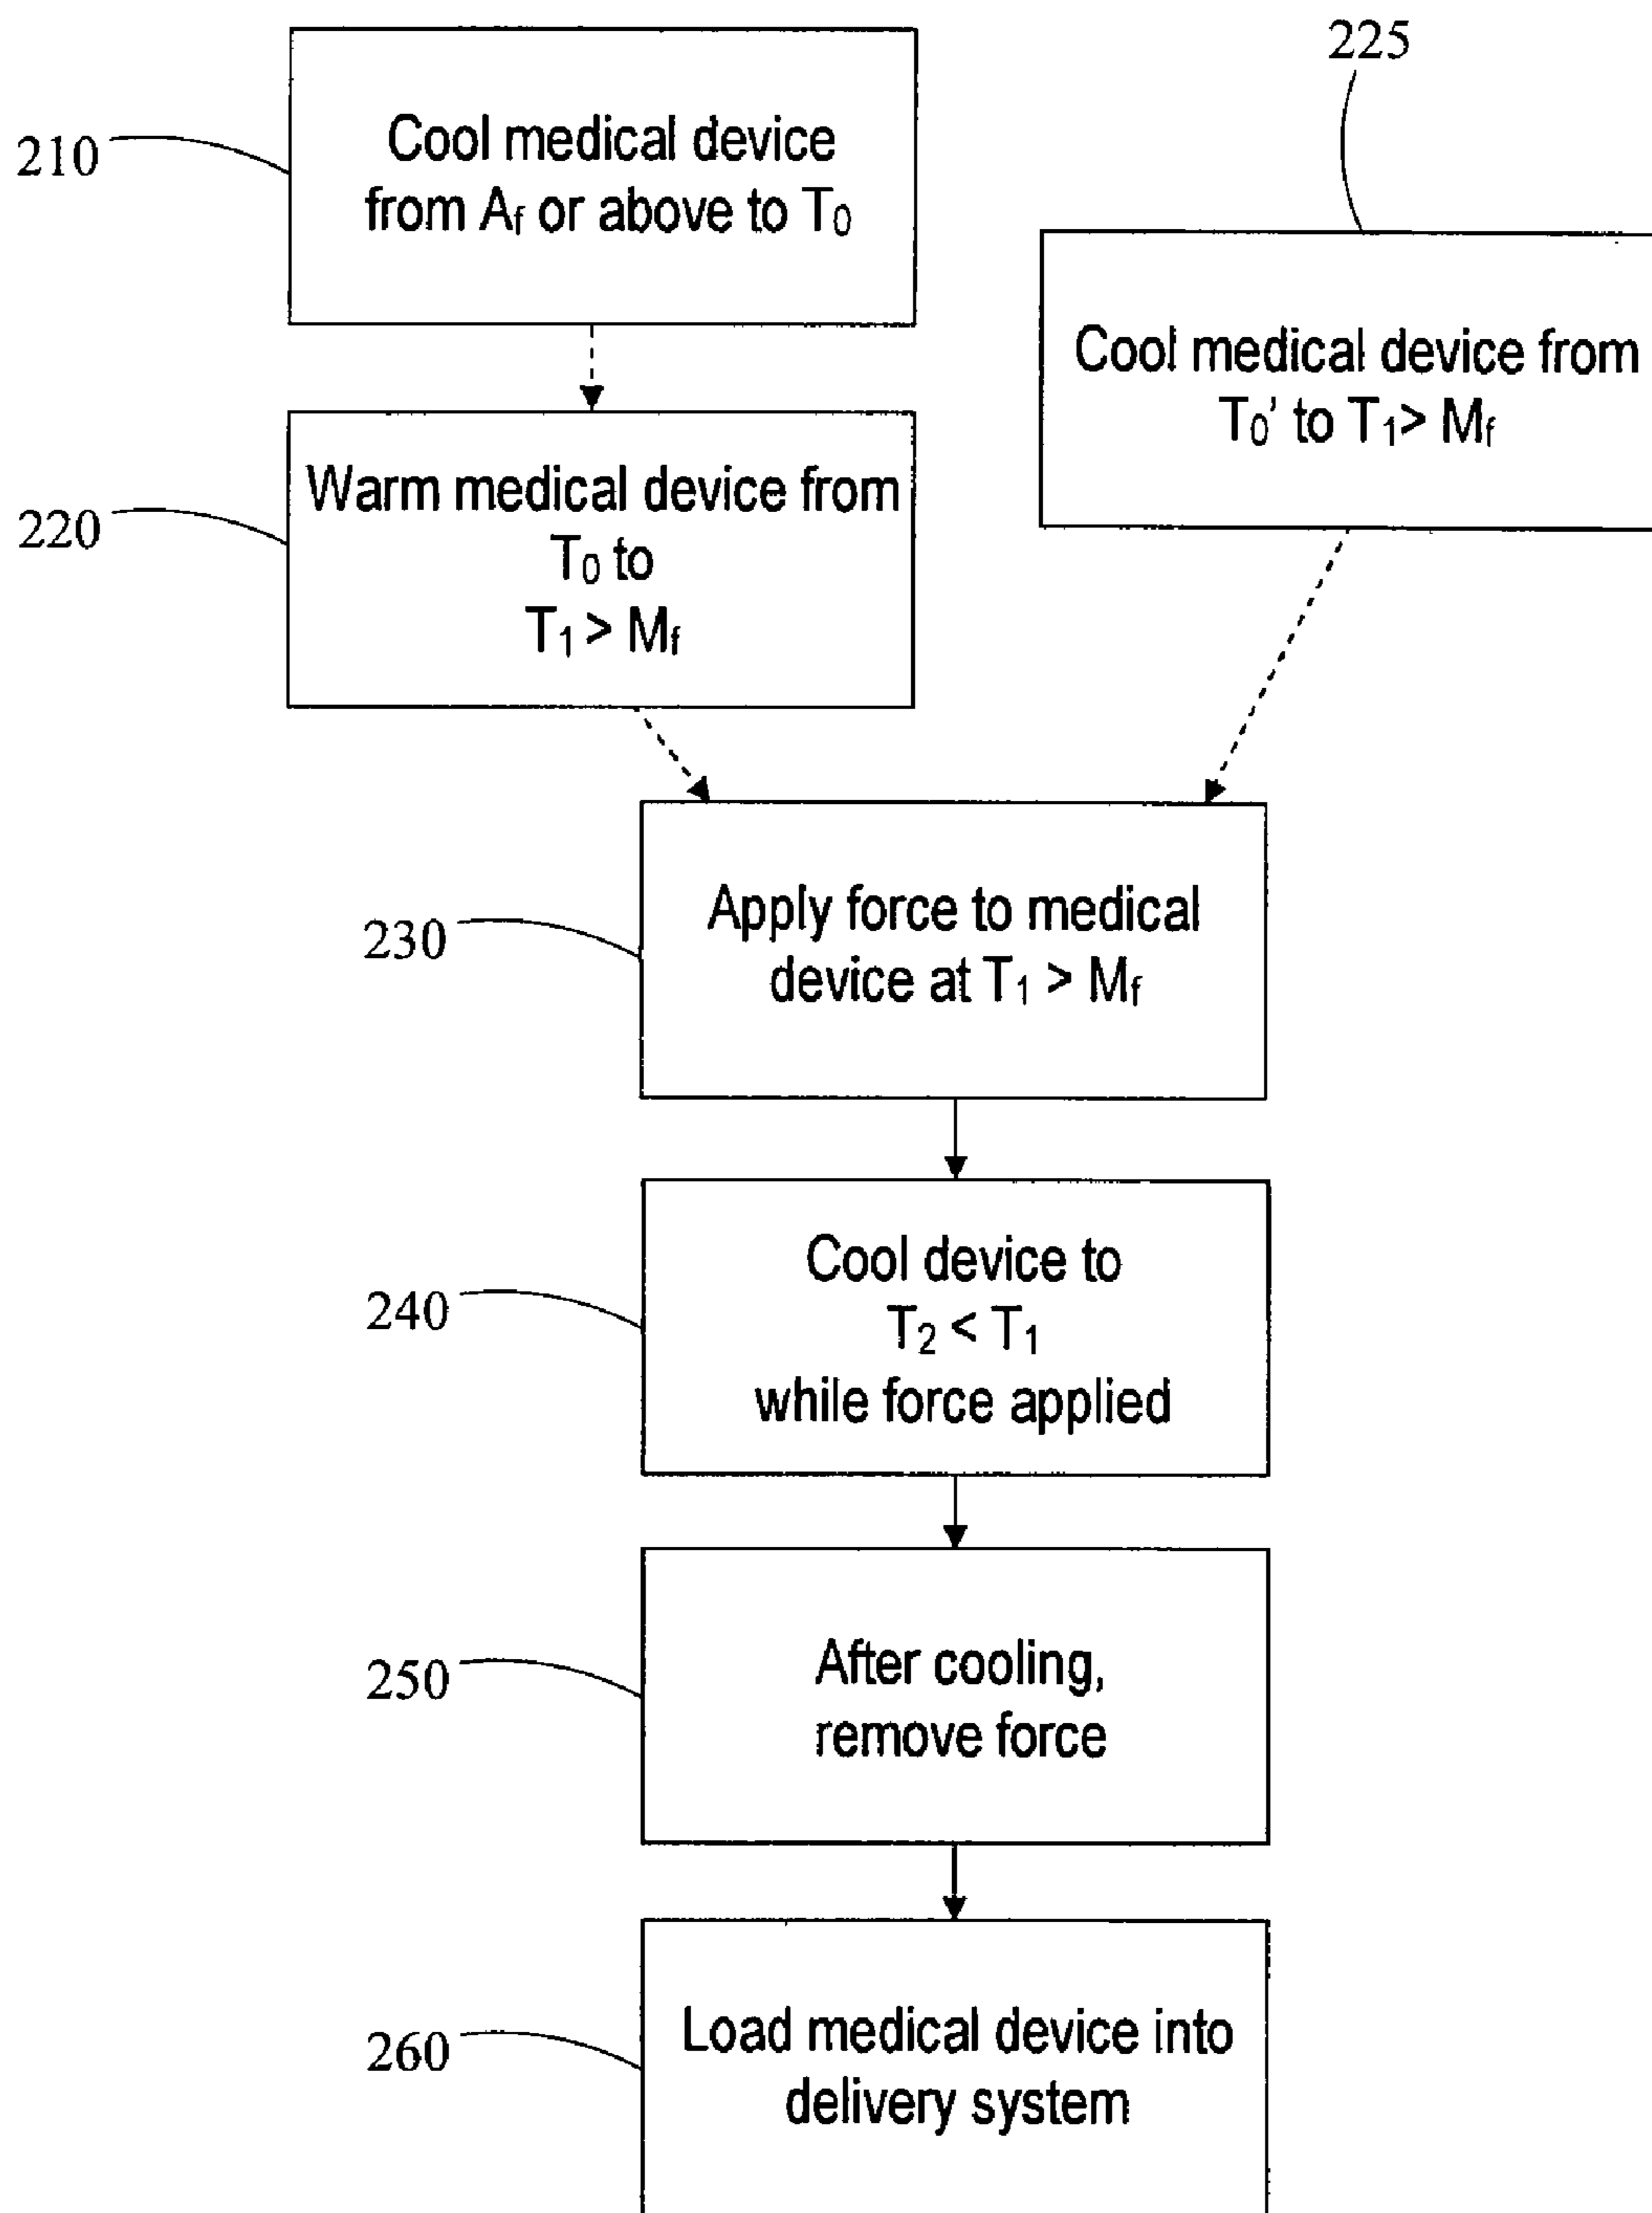 225
210
Cool medical device
from Af or above to T0
Cool medical device from
T0' to T1> Mf
220
Warm medical device from
T0 to
T1 > Mf
230
Apply force to medical
device at T1 > Mf
240
Cool device to
T2 < T1
while force applied
250
After cooling,
remove force
260
Load medical device into
delivery system